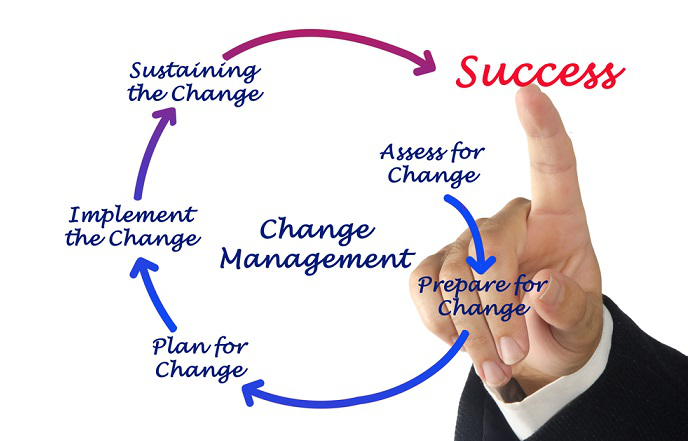 Success
Assess for
Change
Prepare for
Change
Plan for
Change
Implement
the Change
Sustaining
the Change
Change
Management